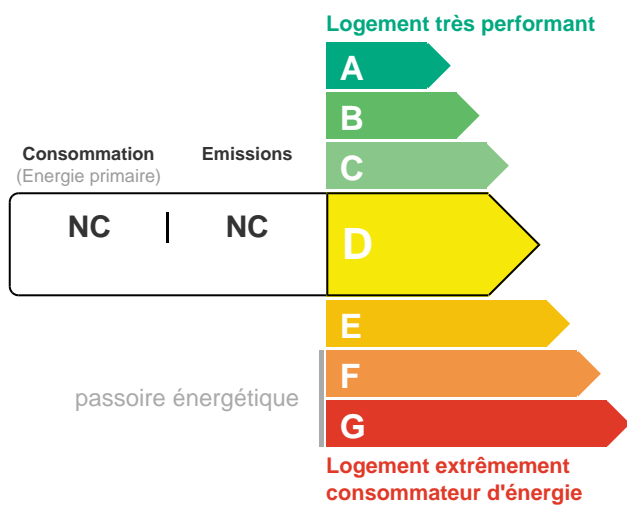 Logement très performant
A
B
Consommation Emissions
(Energie primaire)
C
NC | NC
D
E
F
passoire énergétique
G
Logement extrêmement
consommateur d'énergie